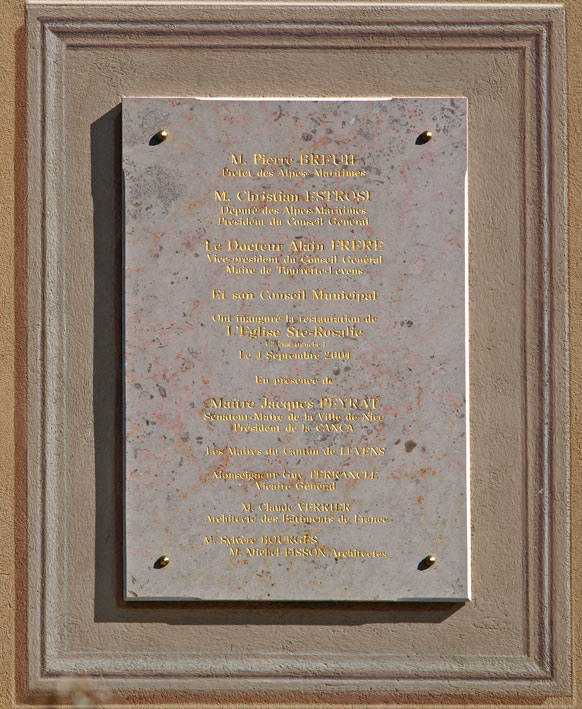 M. Pierre BREUIL
Préfet des Alpes-Maritimes
M. Christian ESTROSI
Député des Alpes-Maritimes
Président du Conseil Général
Le Docteur Alain FRERE
Vice-président du Conseil Général
Maire de Tourrette-Levens
Et son Conseil Municipal
Ont inauguré la restauration de
L'Eglise Ste-Rosalie
Le 4 Septembre 2004
En présence de
Maître Jacques PEYRAT
Sénateur-Maire de la Ville de Nice
Président de la CANCA
Les Maires du Canton de LEVENS
Monseigneur Guy TERRANCLE
Vicaire Général
M. Claude VERRIER
Architecte des Bâtiments de France
M. Sylvère BOURGES
M. Michel FISSON Architectes